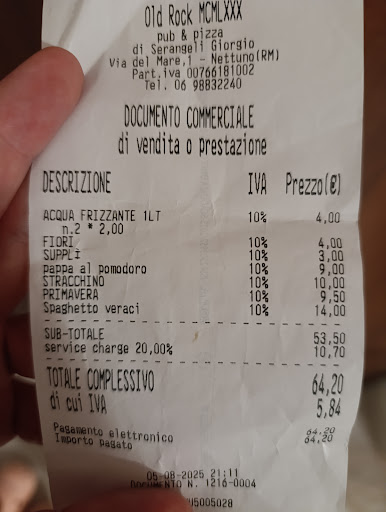 Old Rock MCMLXXX
pub & pizza
di Serangeli Giorgio
Via del Mare,1 - Nettuno(RM)
Part.iva 00766181002
Tel. 06 98832240
DOCUMENTO COMMERCIALE
di vendita o prestazione
DESCRIZIONE IVA Prezzo(€)
ACQUA FRIZZANTE 1LT 10% 4,00
n.2 * 2,00
FIORI 10% 4,00
SUPPLÌ 10% 3,00
pappa al pomodoro 10% 9,00
STRACCHINO 10% 10,00
PRIMAVERA 10% 9,50
Spaghetto veraci 10% 14,00
SUB-TOTALE 53,50
service charge 20,00% 10,70
TOTALE COMPLESSIVO 64,20
di cui IVA 5,84
Pagamento elettronico 64,20
Importo pagato 64,20
05-08-2025 21:11
DOCUMENTO N. 1216-0004
05005028